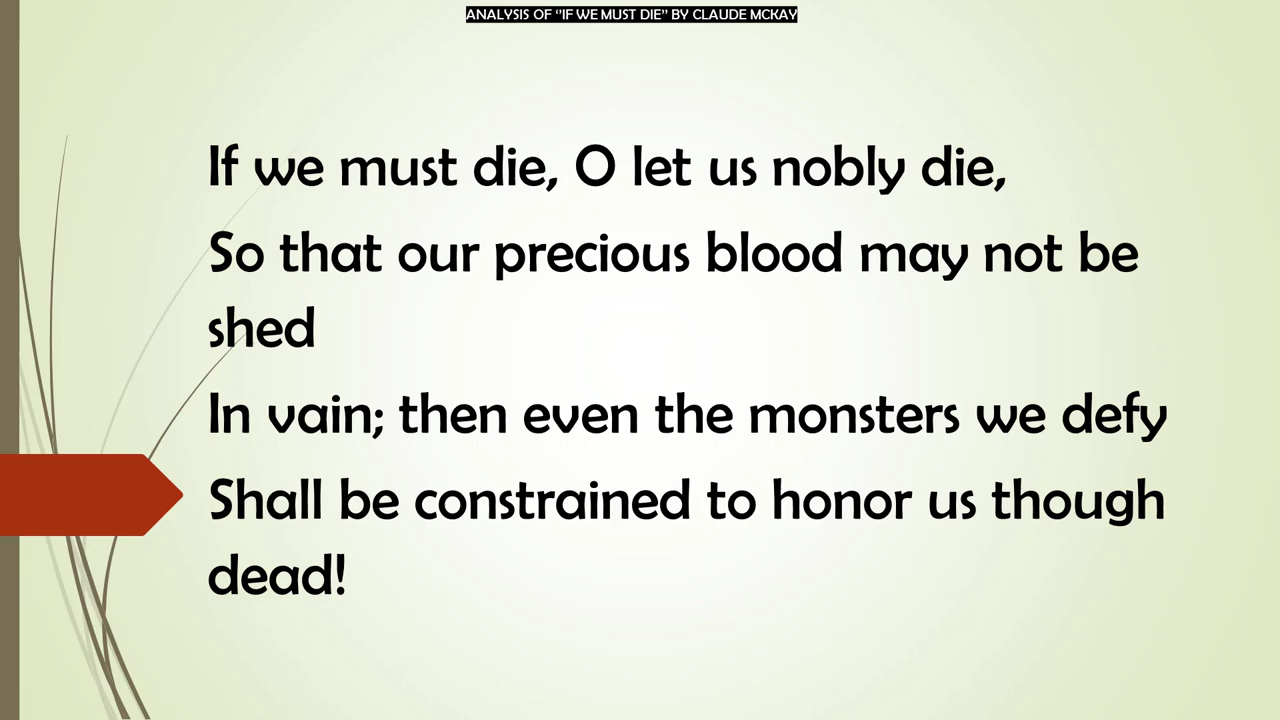 ANALYSIS OF ‘’IF WE MUST DIE’’ BY CLAUDE MCKAY
If we must die, O let us nobly die,
So that our precious blood may not be
shed
In vain; then even the monsters we defy
Shall be constrained to honor us though
dead!